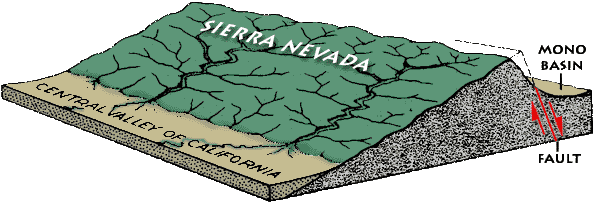 SIERRA NEVADA
MONO
BASIN
CENTRAL VALLEY OF CALIFORNIA
FAULT